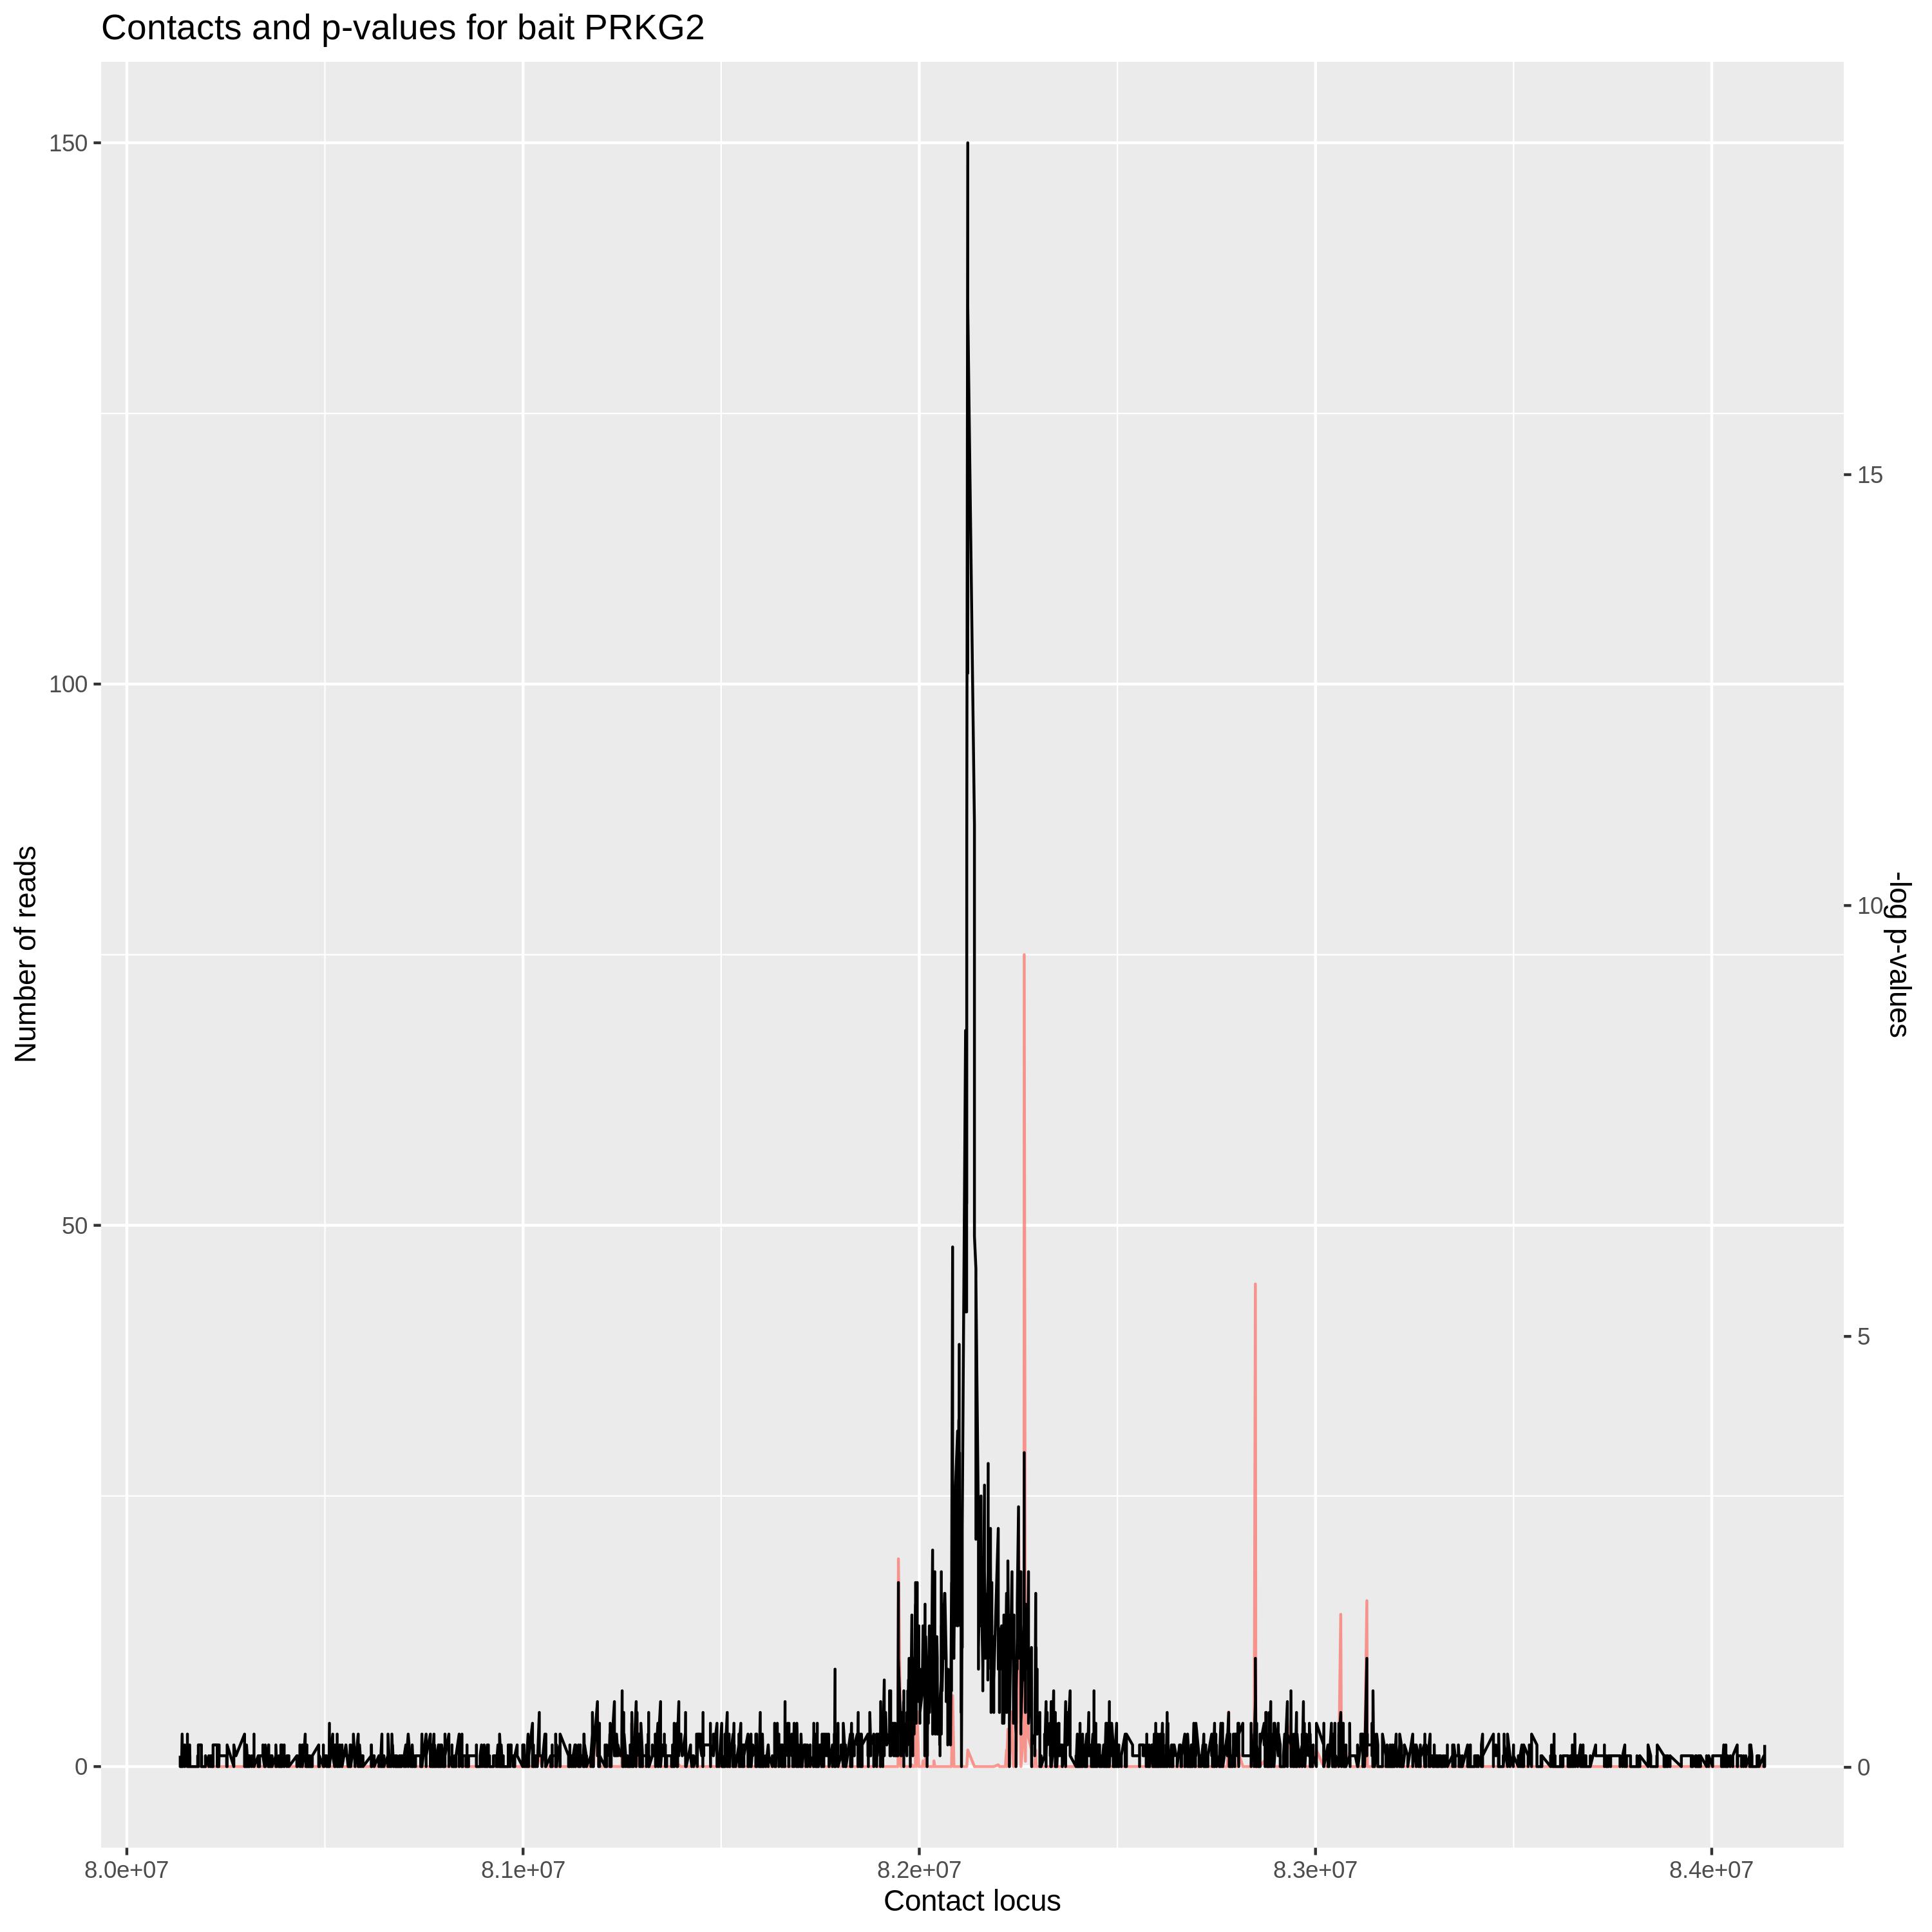 Contacts and p-values for bait PRKG2
150
100
50
0
Number of reads
15
10
5
0
-log p-values
8.0e+07
8.1e+07
8.2e+07
8.3e+07
8.4e+07
Contact locus